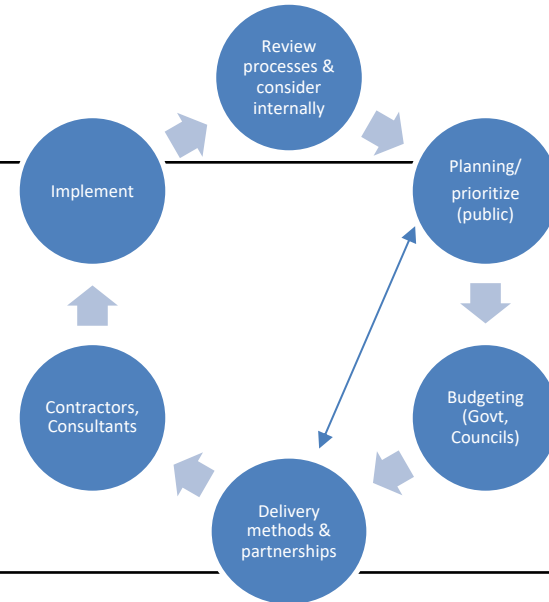 Review
processes &
consider
internally
Planning/
prioritize
(public)
Budgeting
(Govt,
Councils)
Delivery
methods &
partnerships
Contractors,
Consultants
Implement